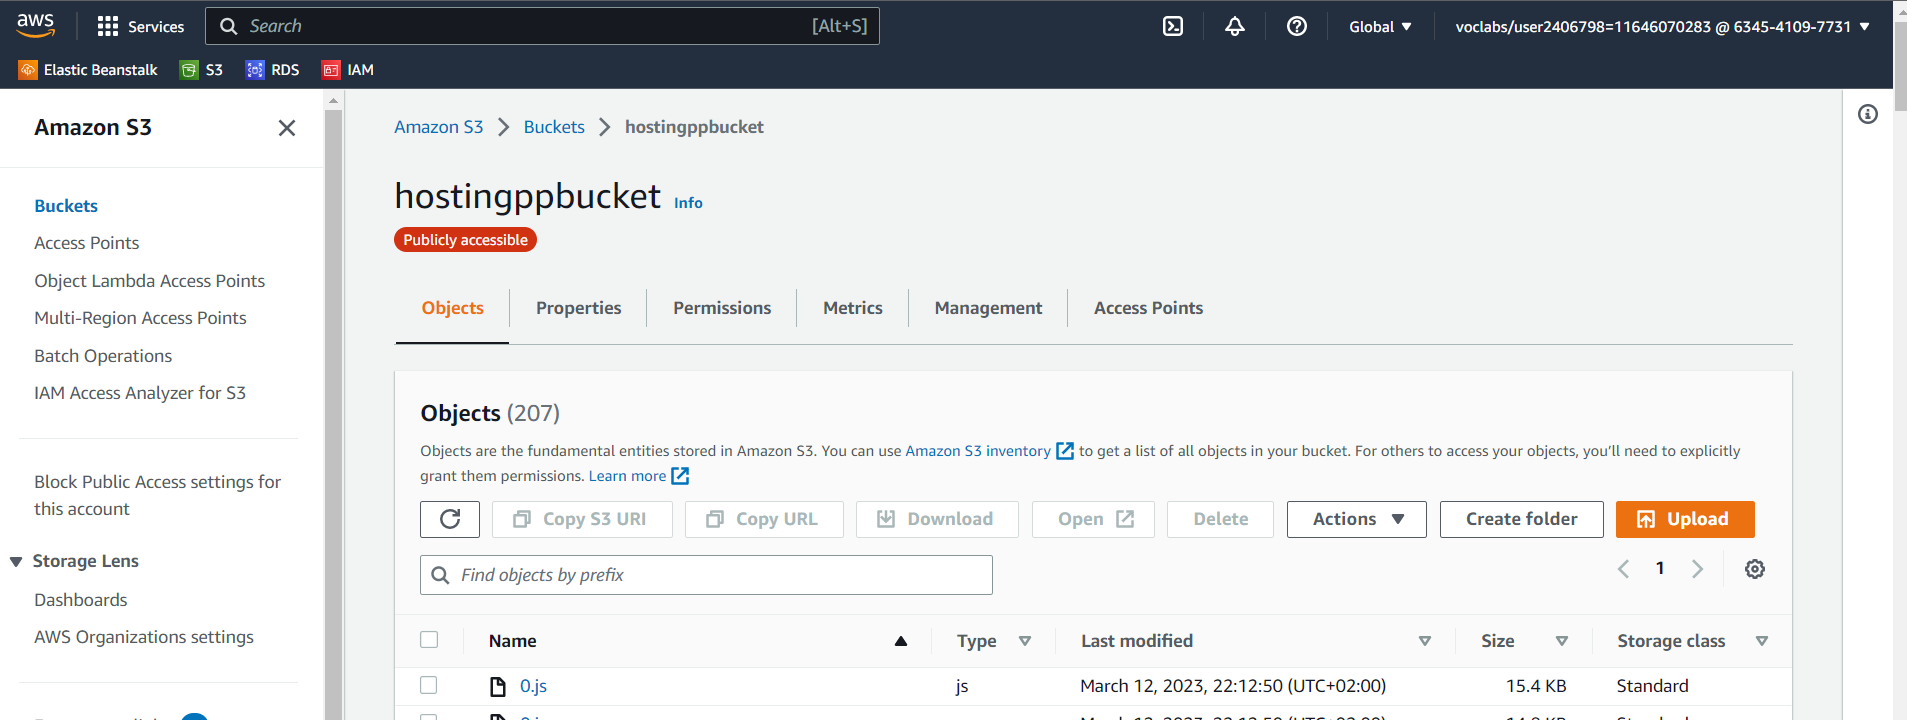 aws
Services
Search [Alt+S]
Global
voclabs/user2406798=11646070283 @ 6345-4109-7731
Elastic Beanstalk S3 RDS IAM
Amazon S3
Buckets
Access Points
Object Lambda Access Points
Multi-Region Access Points
Batch Operations
IAM Access Analyzer for S3
Block Public Access settings for
this account
Storage Lens
Dashboards
AWS Organizations settings
Amazon S3 Buckets hostingppbucket
hostingppbucket Info
Publicly accessible
Objects Properties Permissions Metrics Management Access Points
Objects (207)
Objects are the fundamental entities stored in Amazon S3. You can use Amazon S3 inventory to get a list of all objects in your bucket. For others to access your objects, you'll need to explicitly
grant them permissions. Learn more
Copy S3 URI Copy URL Download Open Delete Actions Create folder Upload
Find objects by prefix
1
Name Type Last modified Size Storage class
0.js js March 12, 2023, 22:12:50 (UTC+02:00) 15.4 KB Standard